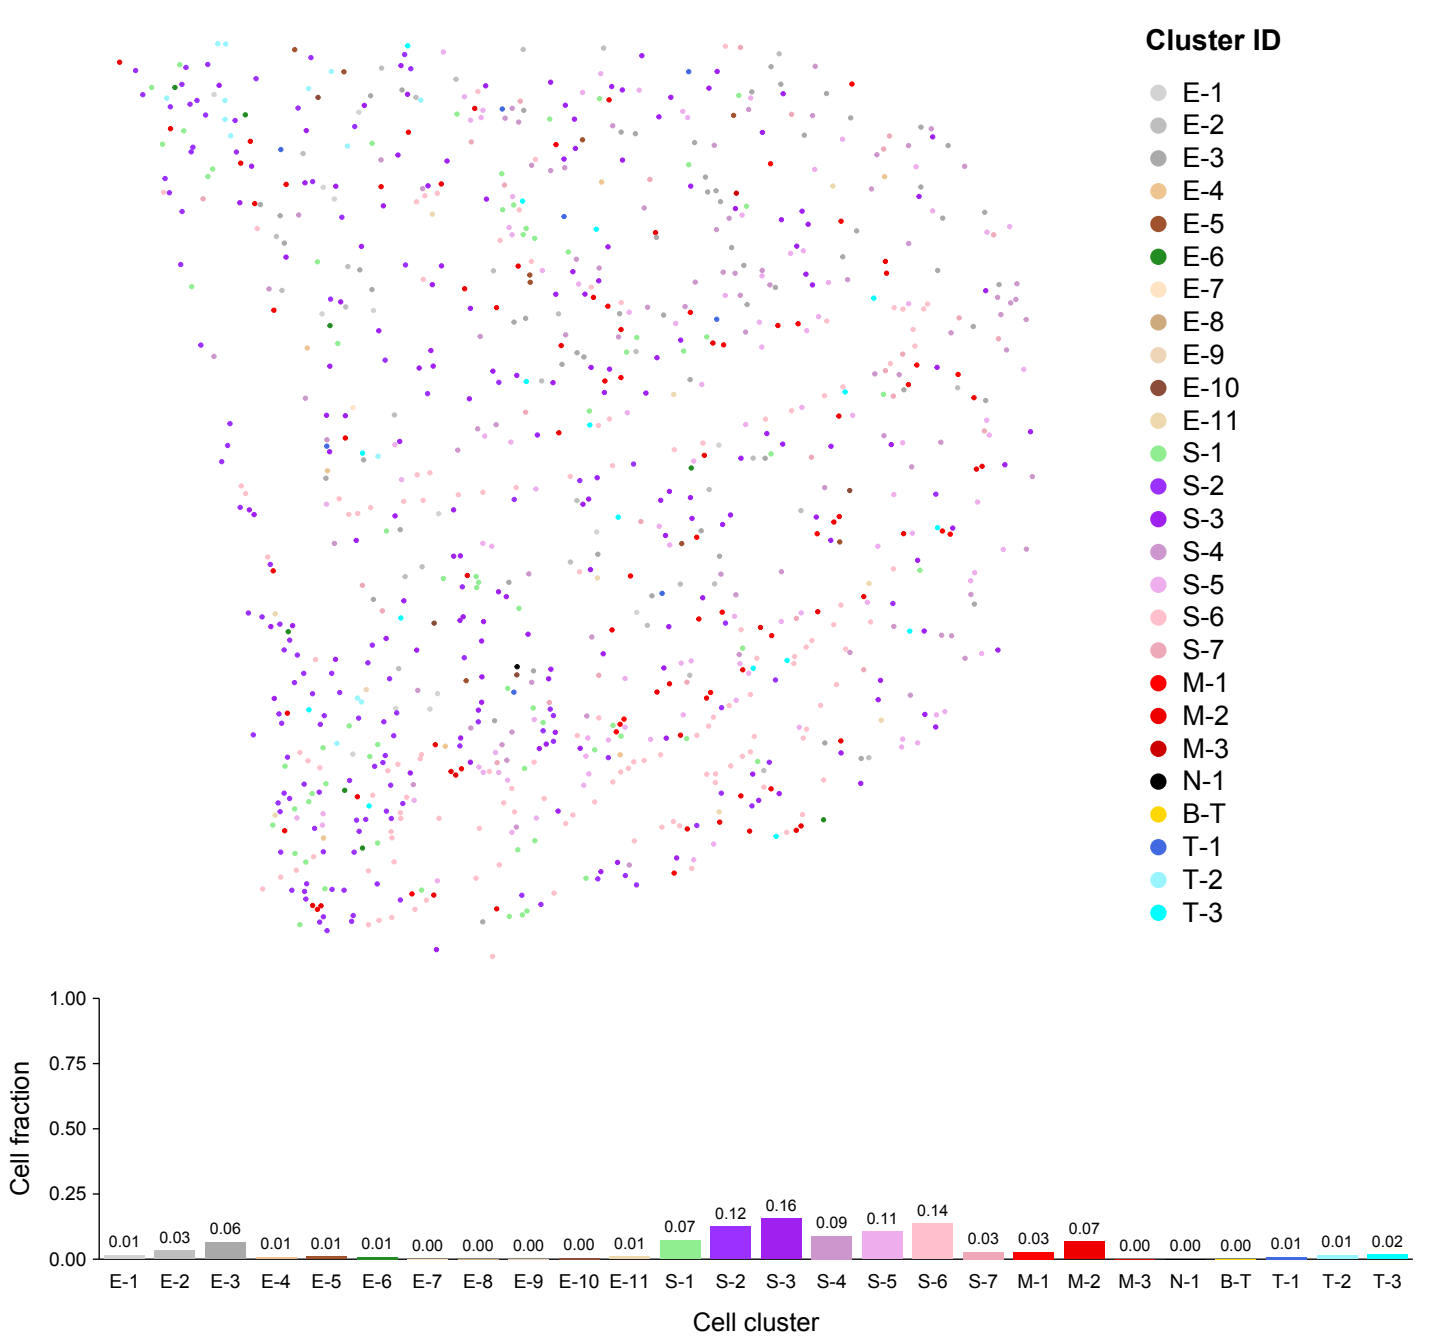 Cluster ID
E-1
E-2
E-3
E-4
E-5
E-6
E-7
E-8
E-9
E-10
E-11
S-1
S-2
S-3
S-4
S-5
S-6
S-7
M-1
M-2
M-3
N-1
B-T
T-1
T-2
T-3
1.00
0.75
0.50
0.25
0.00
Cell fraction
0.01 0.03 0.06 0.01 0.01 0.01 0.00 0.00 0.00 0.00 0.01 0.07 0.12 0.16 0.09 0.11 0.14 0.03 0.03 0.07 0.00 0.00 0.00 0.01 0.01 0.02
E-1 E-2 E-3 E-4 E-5 E-6 E-7 E-8 E-9 E-10 E-11 S-1 S-2 S-3 S-4 S-5 S-6 S-7 M-1 M-2 M-3 N-1 B-T T-1 T-2 T-3
Cell cluster